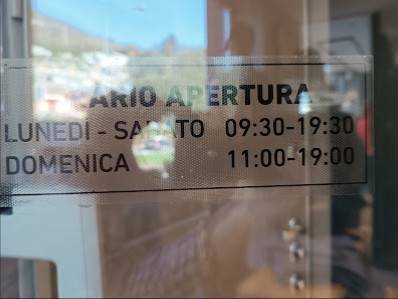 ARIO APERTURA
LUNEDI - SABATO 09:30-19:30
DOMENICA 11:00-19:00